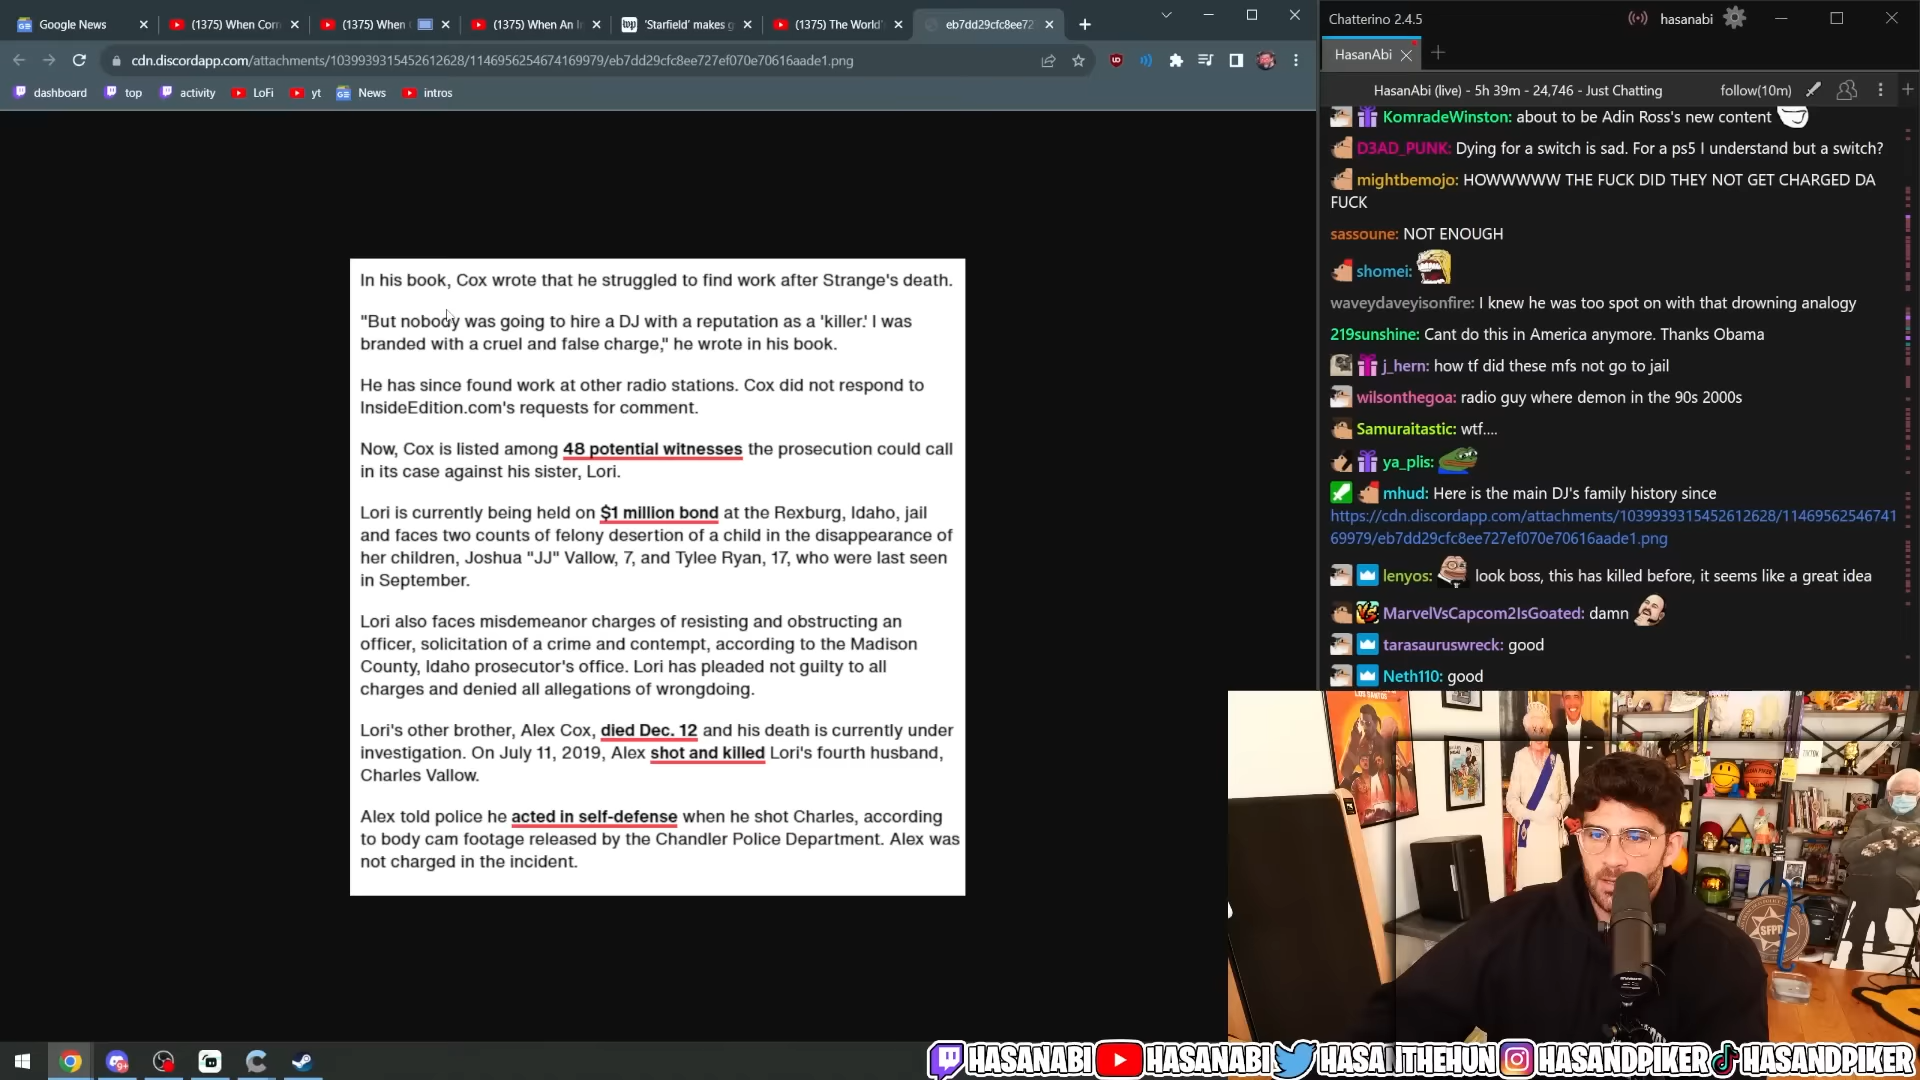 Google News
(1375) When Corr
(1375) When
(1375) When An In
'Starfield' makes g
(1375) The World'
eb7dd29cfc8ee72
cdn.discordapp.com/attachments/1039939315452612628/1146956254674169979/eb7dd29cfc8ee727ef070e70616aade1.png
dashboard
top
activity
LoFi
yt
News
intros
In his book, Cox wrote that he struggled to find work after Strange's death.
"But nobody was going to hire a DJ with a reputation as a 'killer.' I was
branded with a cruel and false charge," he wrote in his book.
He has since found work at other radio stations. Cox did not respond to
InsideEdition.com's requests for comment.
Now, Cox is listed among 48 potential witnesses the prosecution could call
in its case against his sister, Lori.
Lori is currently being held on $1 million bond at the Rexburg, Idaho, jail
and faces two counts of felony desertion of a child in the disappearance of
her children, Joshua "JJ" Vallow, 7, and Tylee Ryan, 17, who were last seen
in September.
Lori also faces misdemeanor charges of resisting and obstructing an
officer, solicitation of a crime and contempt, according to the Madison
County, Idaho prosecutor's office. Lori has pleaded not guilty to all
charges and denied all allegations of wrongdoing.
Lori's other brother, Alex Cox, died Dec. 12 and his death is currently under
investigation. On July 11, 2019, Alex shot and killed Lori's fourth husband,
Charles Vallow.
Alex told police he acted in self-defense when he shot Charles, according
to body cam footage released by the Chandler Police Department. Alex was
not charged in the incident.
Chatterino 2.4.5
hasanabi
HasanAbi
HasanAbi (live) - 5h 39m - 24,746 - Just Chatting
follow(10m)
KomradeWinston: about to be Adin Ross's new content
D3AD_PUNK: Dying for a switch is sad. For a ps5 I understand but a switch?
mightbemojo: HOWWWWW THE FUCK DID THEY NOT GET CHARGED DA
FUCK
sassoune: NOT ENOUGH
shomei:
waveydaveyisonfire: I knew he was too spot on with that drowning analogy
219sunshine: Cant do this in America anymore. Thanks Obama
j_hern: how tf did these mfs not go to jail
wilsonthegoa: radio guy where demon in the 90s 2000s
Samuraitastic: wtf....
ya_plis:
mhud: Here is the main DJ's family history since
https://cdn.discordapp.com/attachments/1039939315452612628/11469562546741
69979/eb7dd29cfc8ee727ef070e70616aade1.png
lenyos: look boss, this has killed before, it seems like a great idea
MarvelVsCapcom2IsGoated: damn
tarasauruswreck: good
Neth110: good
LOS SANTOS
SFPD
HASANABI
HASANABI
HASANTHEHUN
HASANDPIKER
HASANDPIKER